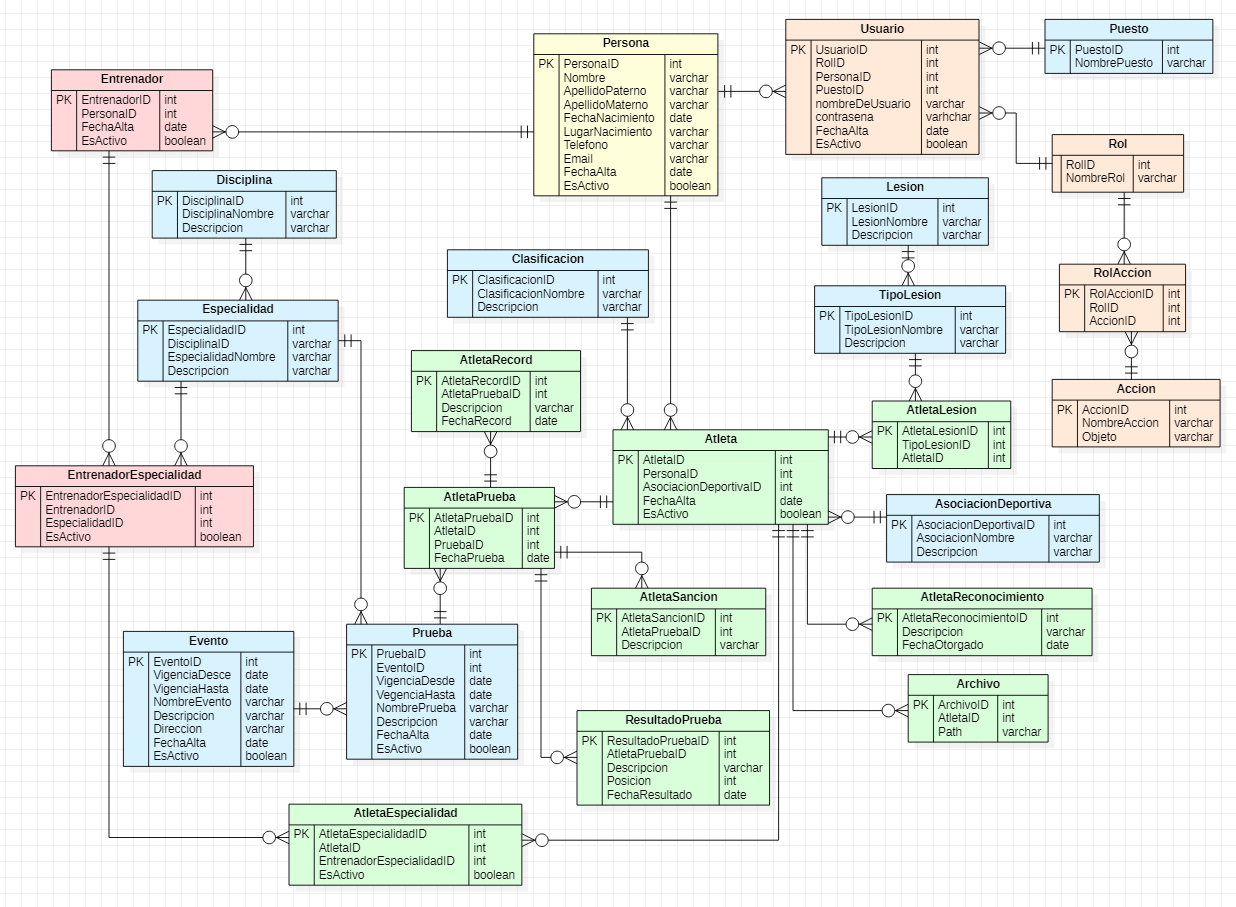 Entrenador
PK EntrenadorID int
PersonaID int
FechaAlta date
EsActivo boolean
Persona
PK PersonaID int
Nombre varchar
ApellidoPaterno varchar
ApellidoMaterno varchar
FechaNacimiento date
LugarNacimiento varchar
Telefono varchar
Email varchar
FechaAlta date
EsActivo boolean
Usuario
PK UsuarioID int
RolID int
PersonaID int
PuestoID int
nombreDeUsuario varchar
contrasena varhchar
FechaAlta date
EsActivo boolean
Puesto
PK PuestoID int
NombrePuesto varchar
Rol
RolID int
NombreRol varchar
Disciplina
PK DisciplinaID int
DisciplinaNombre varchar
Descripcion varchar
Lesion
PK LesionID int
LesionNombre varchar
Descripcion varchar
Clasificacion
PK ClasificacionID int
ClasificacionNombre varchar
Descripcion varchar
RolAccion
PK RolAccionID int
RolID int
AccionID int
TipoLesion
PK TipoLesionID int
TipoLesionNombre varchar
Descripcion varchar
Especialidad
PK EspecialidadID int
DisciplinaID varchar
EspecialidadNombre varchar
Descripcion varchar
AtletaRecord
PK AtletaRecordID int
AtletaPruebaID int
Descripcion varchar
FechaRecord date
Accion
PK AccionID int
NombreAccion varchar
Objeto varchar
AtletaLesion
PK AtletaLesionID int
TipoLesionID int
AtletaID int
Atleta
PK AtletaID int
PersonaID int
AsociacionDeportivaID int
FechaAlta date
EsActivo boolean
EntrenadorEspecialidad
PK EntrenadorEspecialidadID int
EntrenadorID int
EspecialidadID int
EsActivo boolean
AtletaPrueba
PK AtletaPruebaID int
AtletaID int
PruebaID int
FechaPrueba date
AsociacionDeportiva
PK AsociacionDeportivaID int
AsociacionNombre varchar
Descripcion varchar
AtletaSancion
PK AtletaSancionID int
AtletaPruebaID int
Descripcion varchar
AtletaReconocimiento
PK AtletaReconocimientoID int
Descripcion varchar
FechaOtorgado date
Evento
PK EventoID int
VigenciaDesce date
VigenciaHasta date
NombreEvento varchar
Descripcion varchar
Direccion varchar
FechaAlta date
EsActivo boolean
Prueba
PK PruebaID int
EventoID int
VigenciaDesde date
VegenciaHasta date
NombrePrueba varchar
Descripcion varchar
FechaAlta date
EsActivo boolean
Archivo
PK ArchivoID int
AtletaID int
Path varchar
ResultadoPrueba
PK ResultadoPruebaID int
AtletaPruebaID int
Descripcion varchar
Posicion int
FechaResultado date
AtletaEspecialidad
PK AtletaEspecialidadID int
AtletaID int
EntrenadorEspecialidadID int
EsActivo boolean